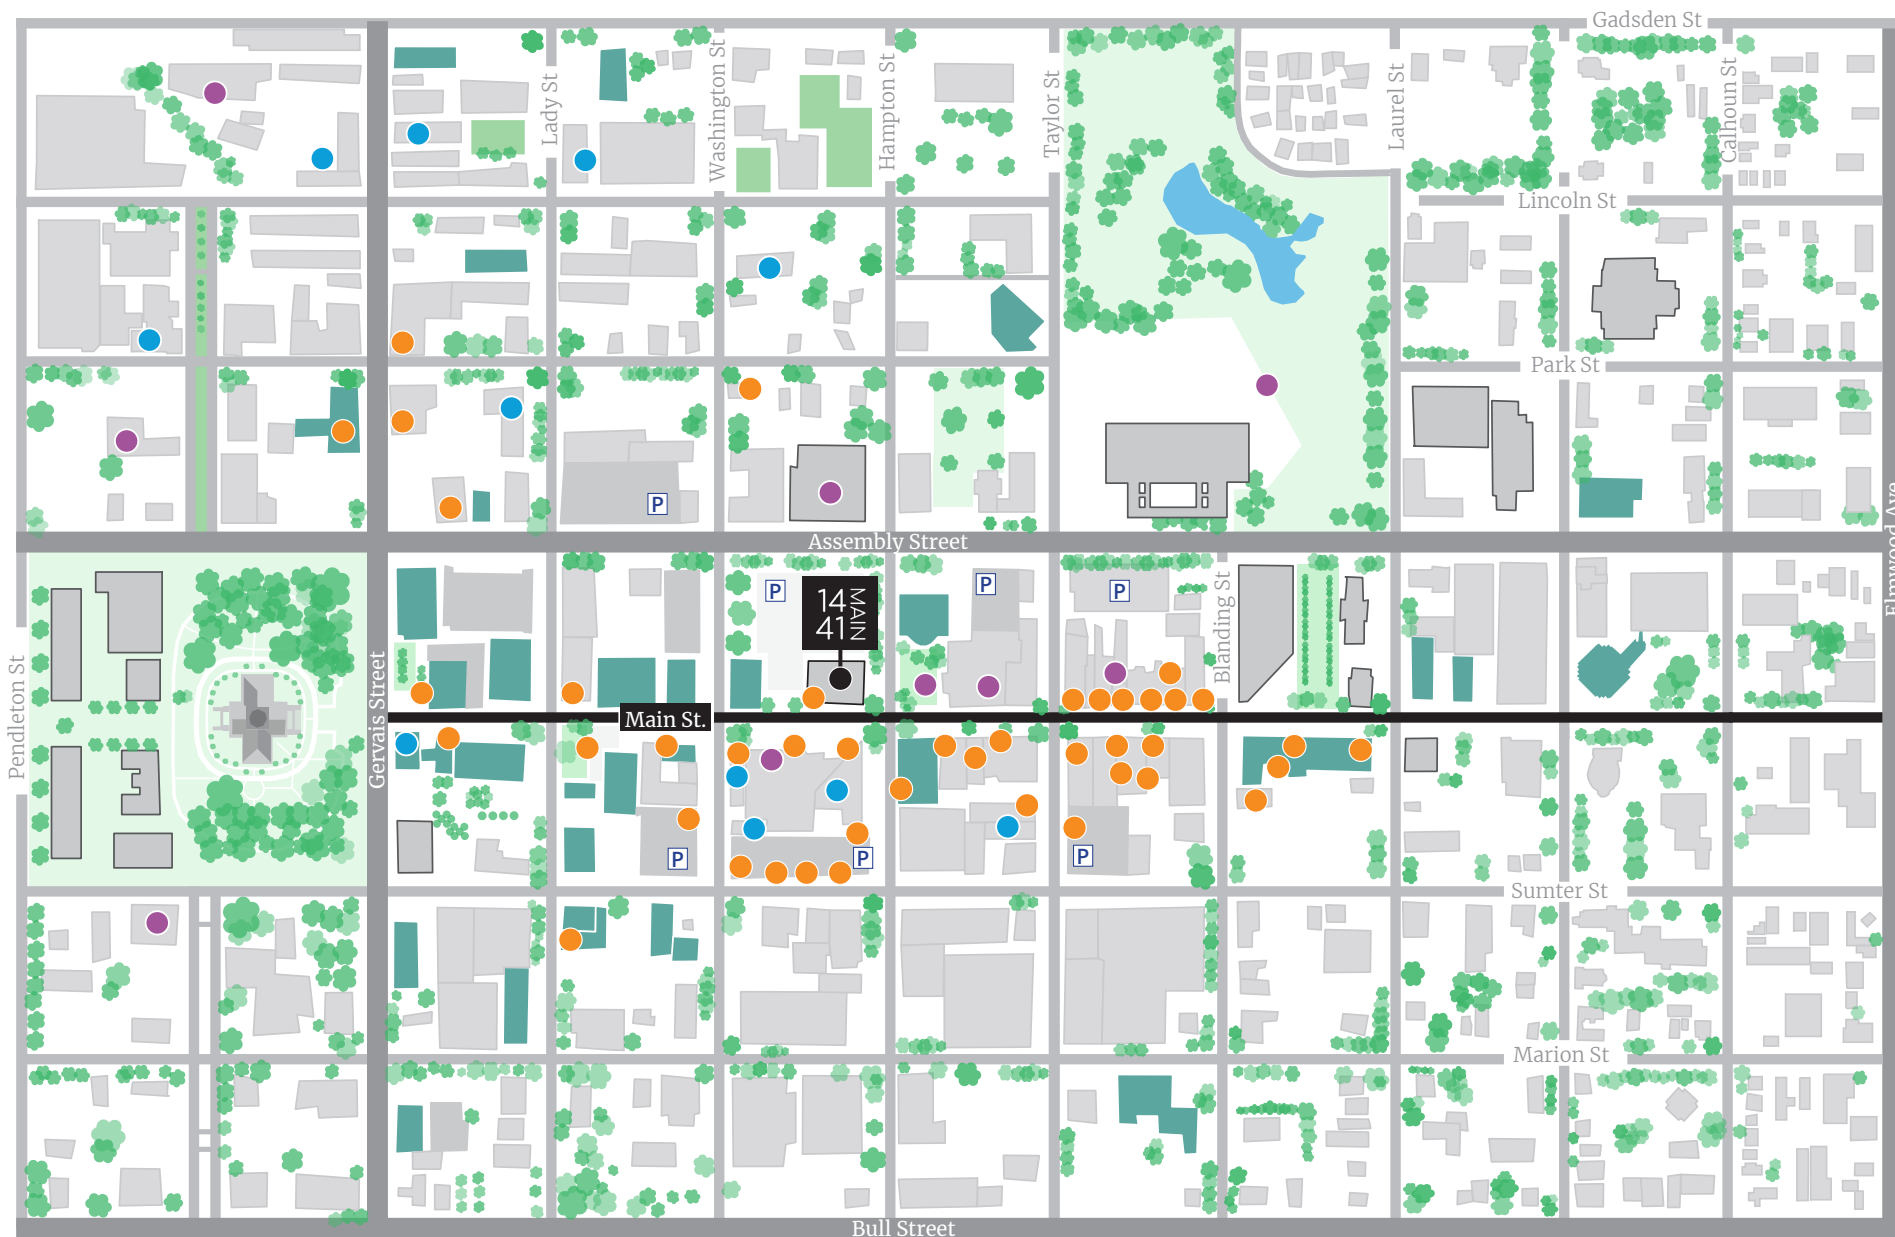 Gadsden St
Lady St
Washington St
Hampton St
Taylor St
Laurel St
Calhoun St
Lincoln St
Park St
P
Elmwood Ave
Assembly Street
P
14
41
MAIN
P
P
Blanding St
Pendleton St
Gervais Street
Main St.
P
P
P
Sumter St
Marion St
Bull Street